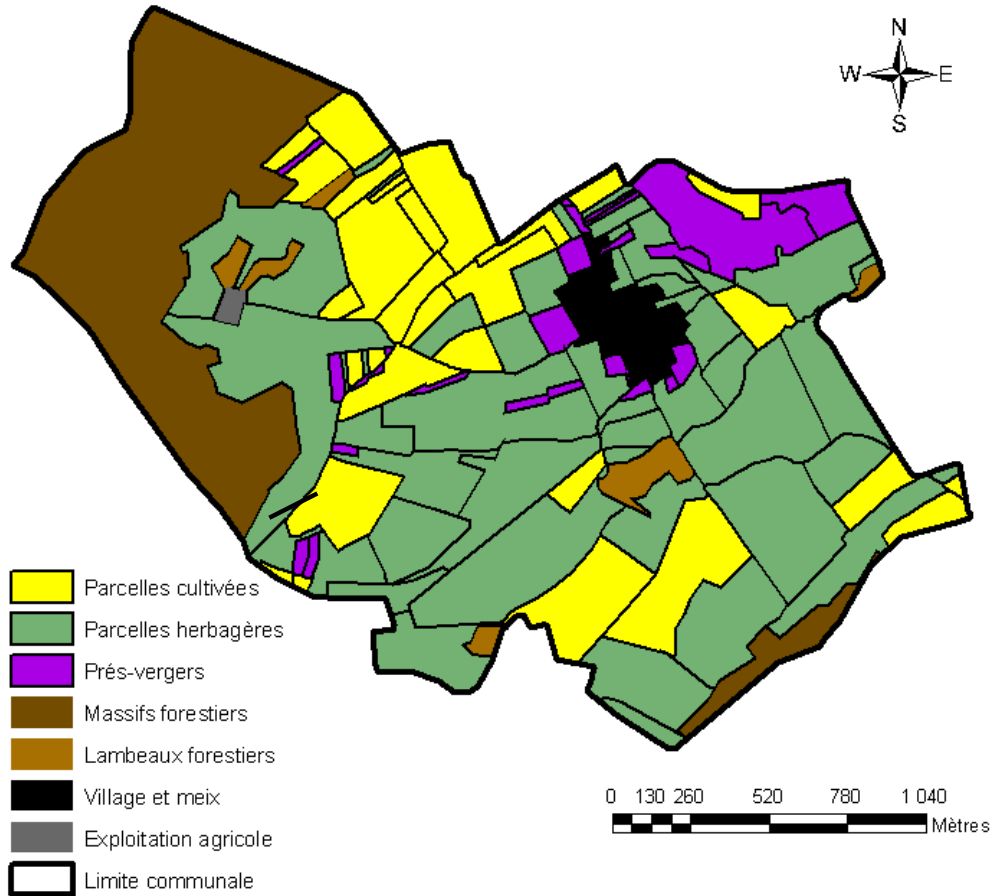 N
W E
S
Parcelles cultivées
Parcelles herbagères
Prés-vergers
Massifs forestiers
Lambeaux forestiers
Village et meix
Exploitation agricole
Limite communale
0 130 260 520 780 1 040
Mètres